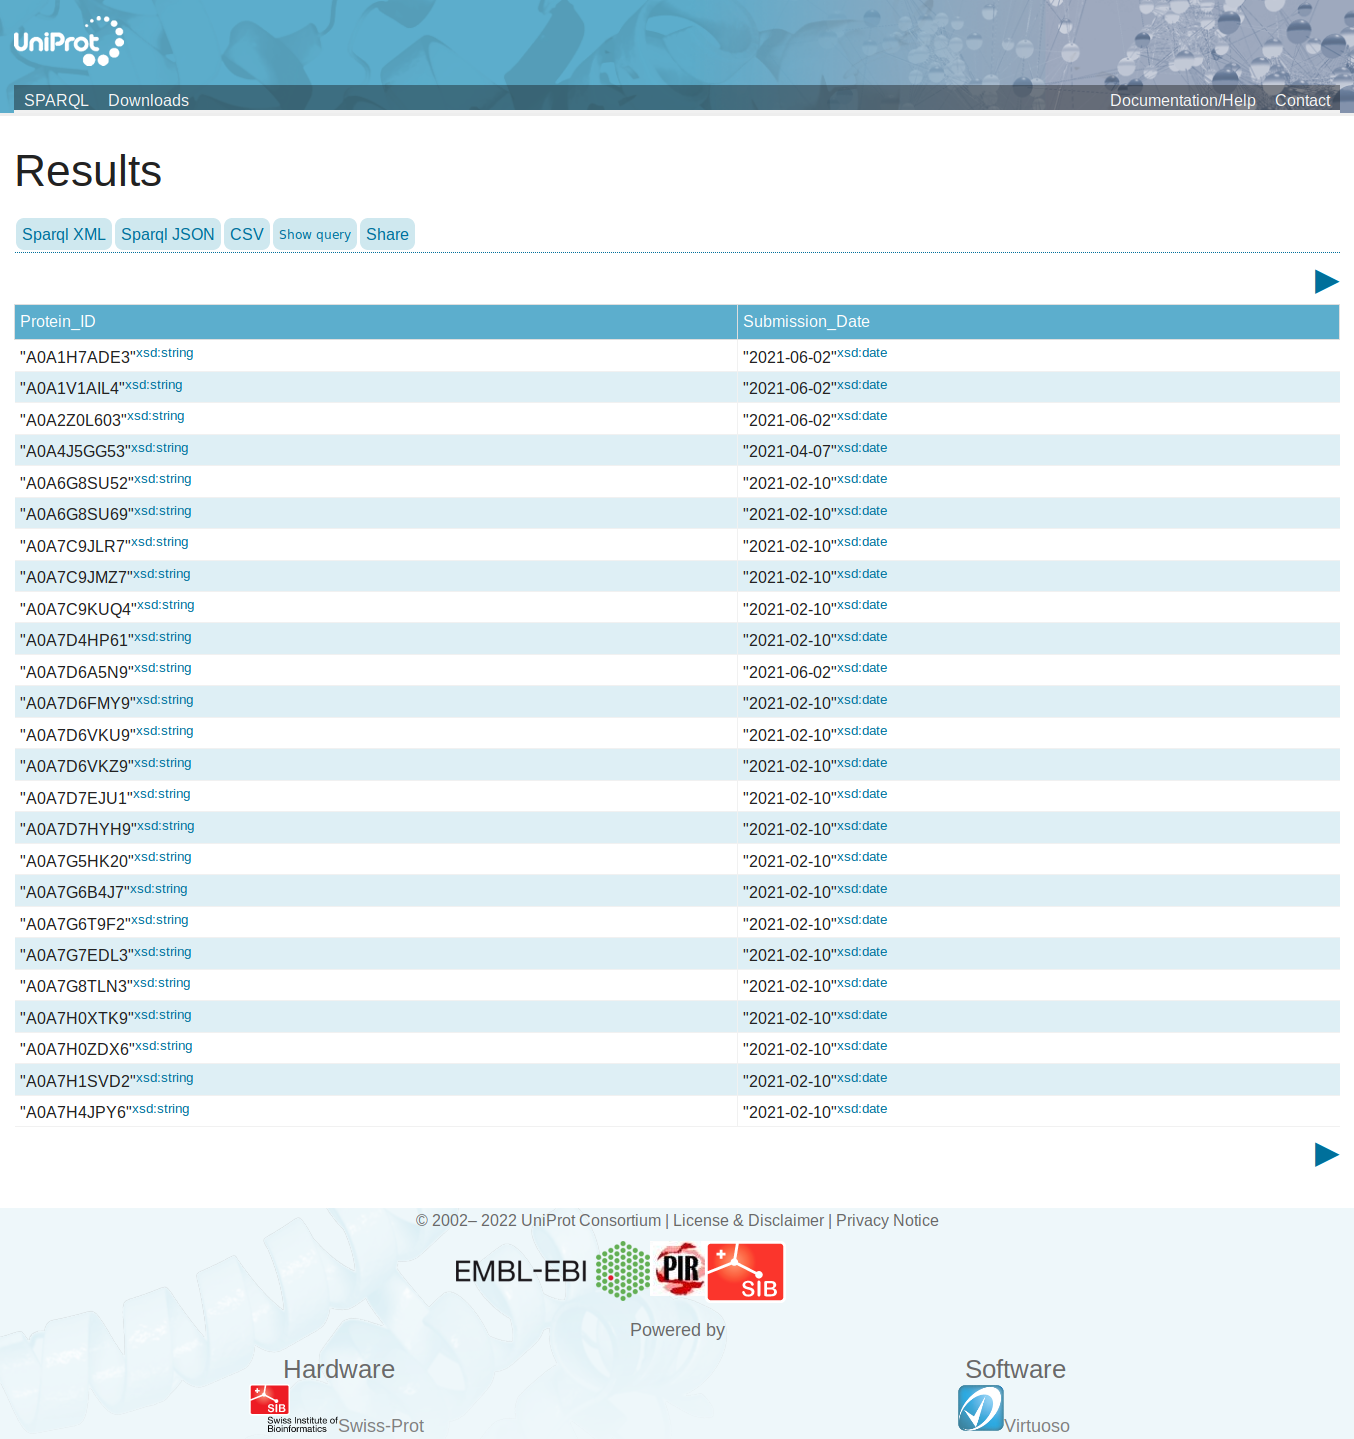 UniProt
SPARQL Downloads Documentation/Help Contact
Results
Sparql XML Sparql JSON CSV Show query Share
Protein_ID Submission_Date
"A0A1H7ADE3"xsd:string "2021-06-02"xsd:date
"A0A1V1AIL4"xsd:string "2021-06-02"xsd:date
"A0A2Z0L603"xsd:string "2021-06-02"xsd:date
"A0A4J5GG53"xsd:string "2021-04-07"xsd:date
"A0A6G8SU52"xsd:string "2021-02-10"xsd:date
"A0A6G8SU69"xsd:string "2021-02-10"xsd:date
"A0A7C9JLR7"xsd:string "2021-02-10"xsd:date
"A0A7C9JMZ7"xsd:string "2021-02-10"xsd:date
"A0A7C9KUQ4"xsd:string "2021-02-10"xsd:date
"A0A7D4HP61"xsd:string "2021-02-10"xsd:date
"A0A7D6A5N9"xsd:string "2021-06-02"xsd:date
"A0A7D6FMY9"xsd:string "2021-02-10"xsd:date
"A0A7D6VKU9"xsd:string "2021-02-10"xsd:date
"A0A7D6VKZ9"xsd:string "2021-02-10"xsd:date
"A0A7D7EJU1"xsd:string "2021-02-10"xsd:date
"A0A7D7HYH9"xsd:string "2021-02-10"xsd:date
"A0A7G5HK20"xsd:string "2021-02-10"xsd:date
"A0A7G6B4J7"xsd:string "2021-02-10"xsd:date
"A0A7G6T9F2"xsd:string "2021-02-10"xsd:date
"A0A7G7EDL3"xsd:string "2021-02-10"xsd:date
"A0A7G8TLN3"xsd:string "2021-02-10"xsd:date
"A0A7H0XTK9"xsd:string "2021-02-10"xsd:date
"A0A7H0ZDX6"xsd:string "2021-02-10"xsd:date
"A0A7H1SVD2"xsd:string "2021-02-10"xsd:date
"A0A7H4JPY6"xsd:string "2021-02-10"xsd:date
© 2002– 2022 UniProt Consortium | License & Disclaimer | Privacy Notice
EMBL-EBI PIR SIB
Powered by
Hardware Software
SIB
Swiss Institute of
Bioinformatics Swiss-Prot Virtuoso